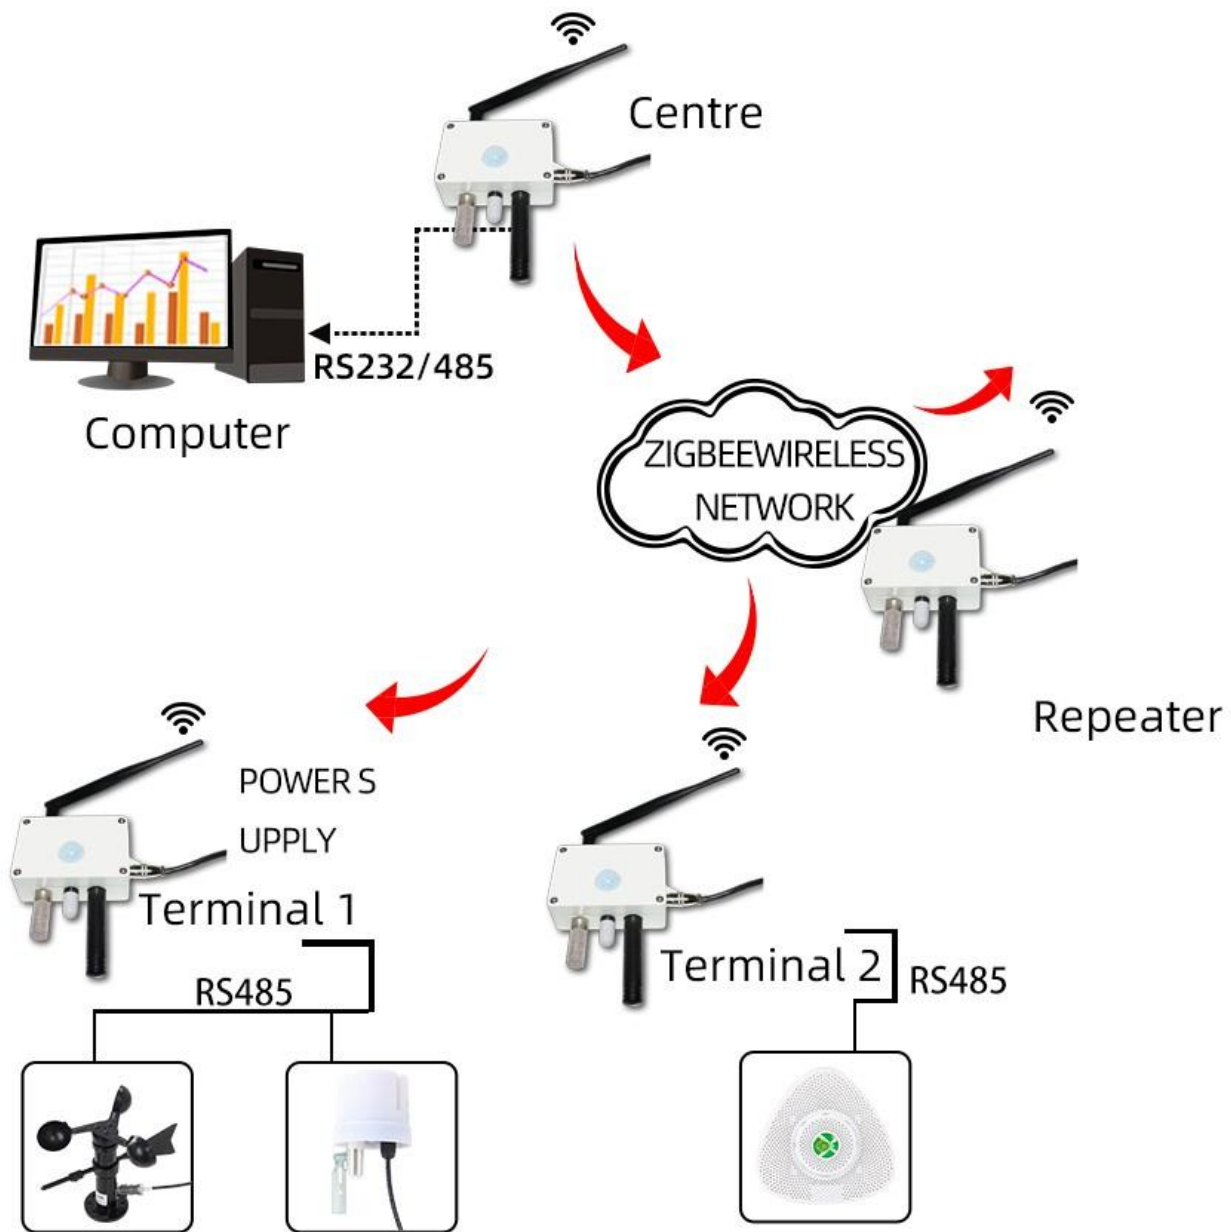 Centre
RS232/485
Computer
ZIGBEEWIRELESS
NETWORK
Repeater
POWER S
UPPLY
Terminal 1
RS485
Terminal 2
RS485